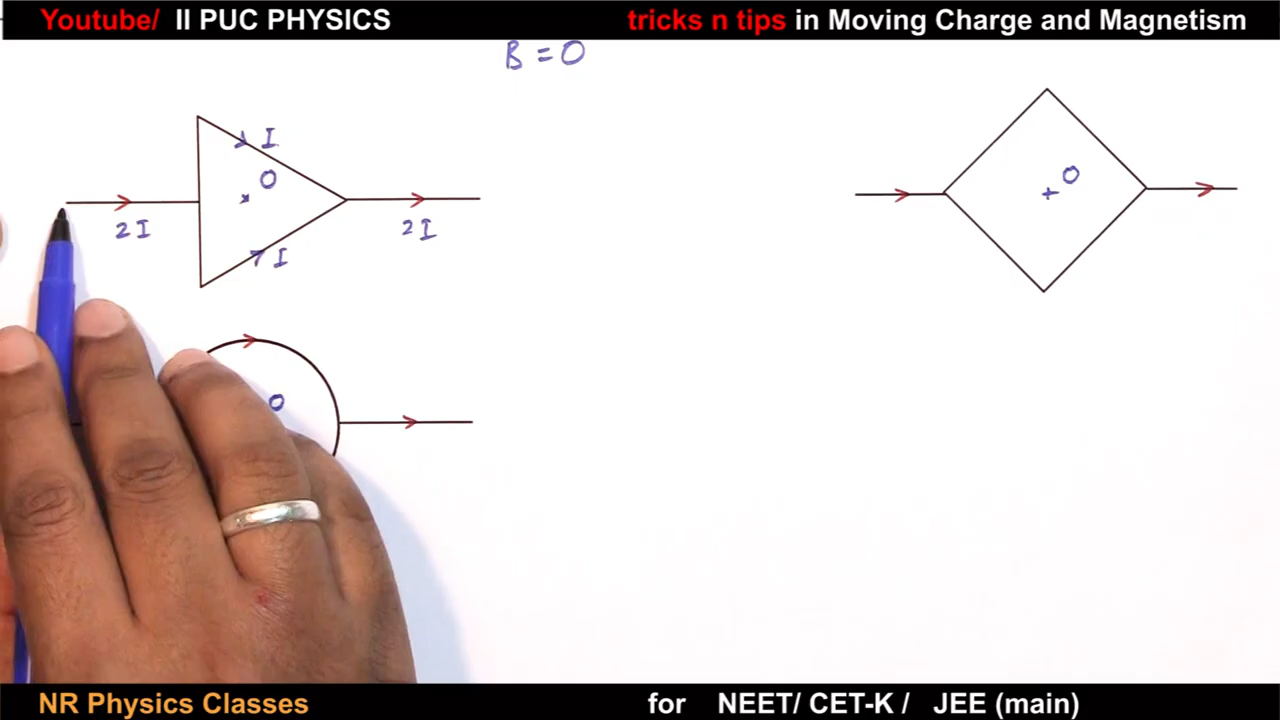 Youtube/ II PUC PHYSICS
tricks n tips in Moving Charge and Magnetism
B = 0
I
O
2I
2I
I
O
O
NR Physics Classes
for NEET/ CET-K / JEE (main)